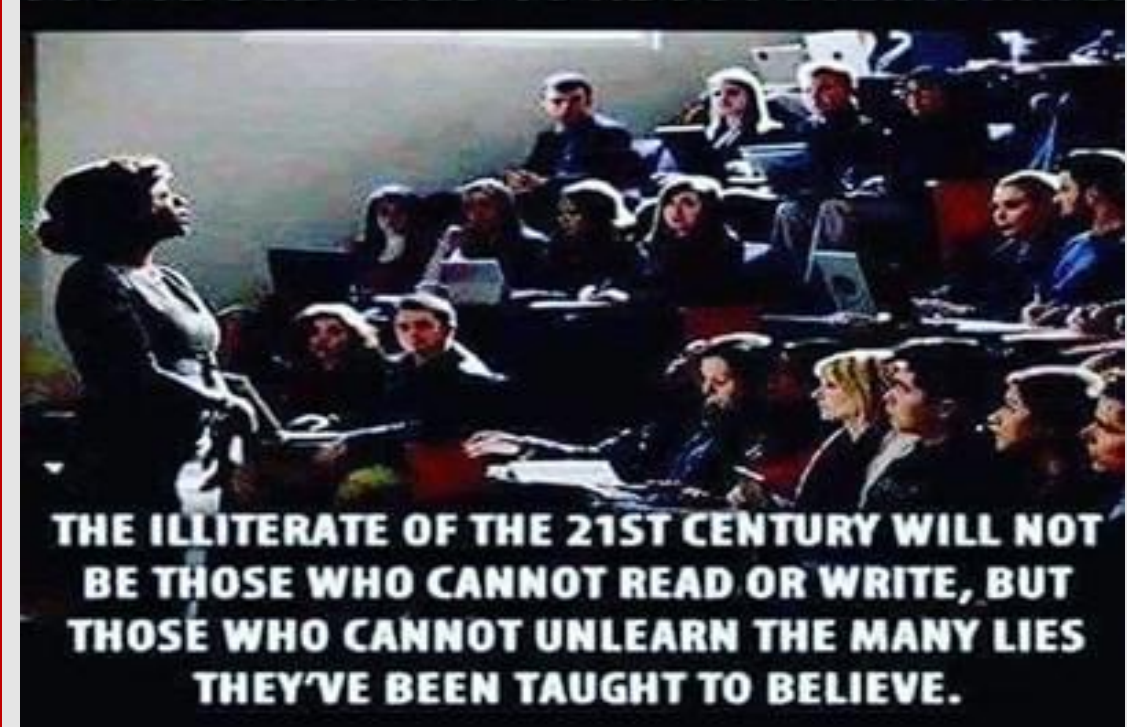 THE ILLITERATE OF THE 21ST CENTURY WILL NOT
BE THOSE WHO CANNOT READ OR WRITE, BUT
THOSE WHO CANNOT UNLEARN THE MANY LIES
THEY'VE BEEN TAUGHT TO BELIEVE.